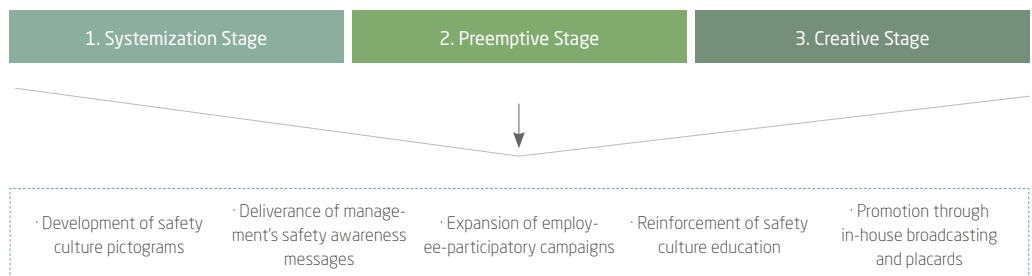 1. Systemization Stage
2. Preemptive Stage
3. Creative Stage
· Development of safety
culture pictograms
· Deliverance of manage-
ment's safety awareness
messages
· Expansion of employ-
ee-participatory campaigns
· Reinforcement of safety
culture education
· Promotion through
in-house broadcasting
and placards